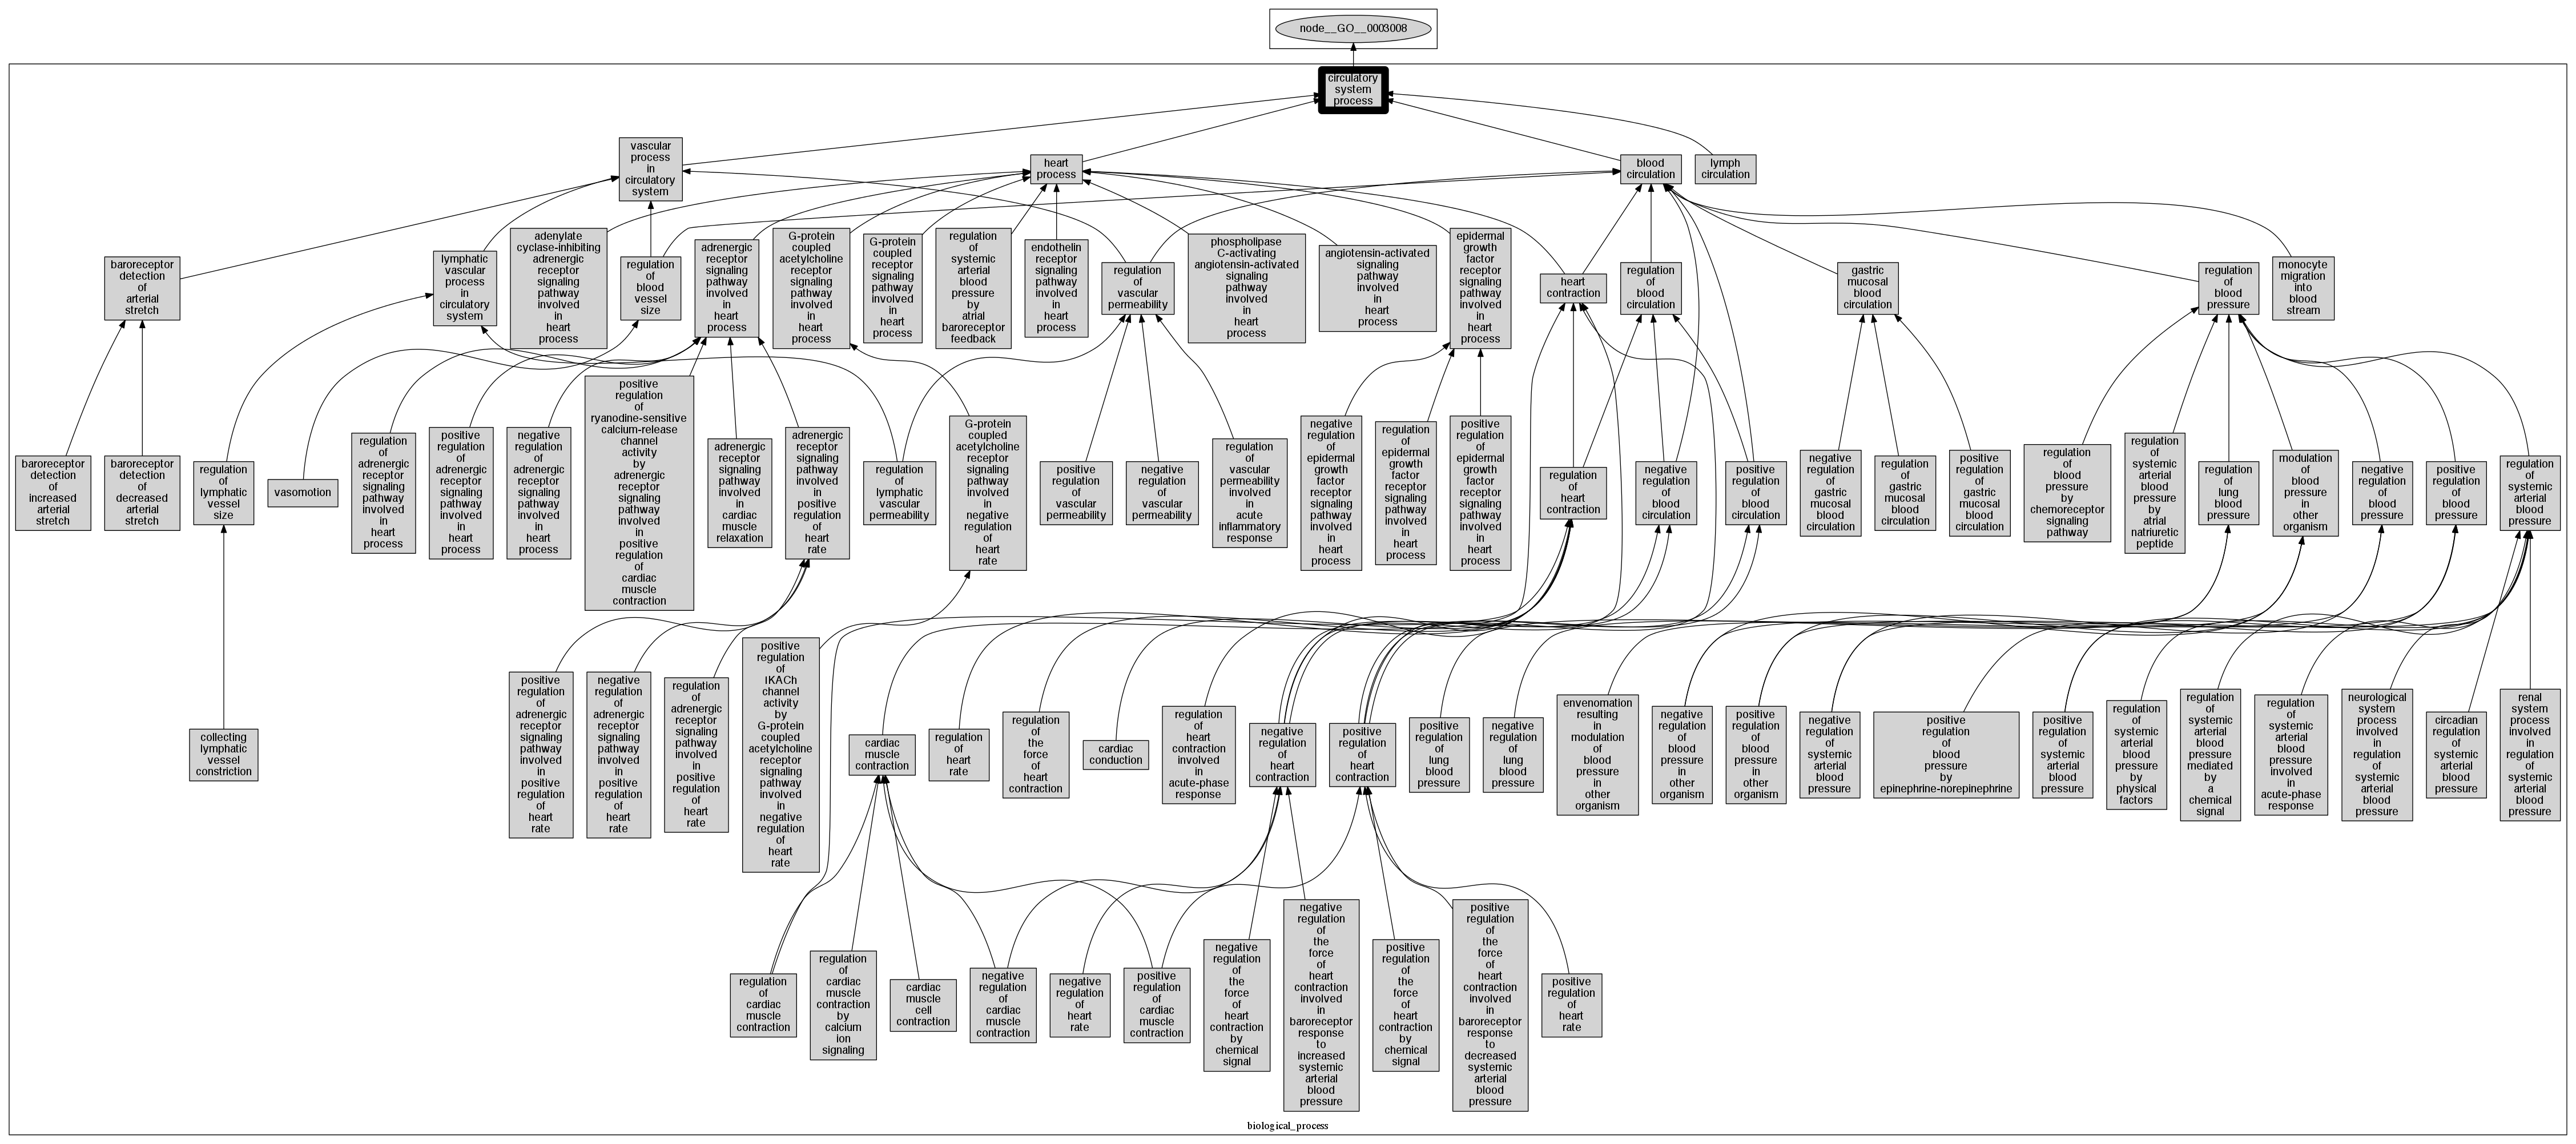 node__GO__0003008
circulatory
system
process
vascular
process
in
circulatory
system
heart
process
blood
circulation
lymph
circulation
baroreceptor
detection
of
arterial
stretch
lymphatic
vascular
process
in
circulatory
system
adenylate
cyclase-inhibiting
adrenergic
receptor
signaling
pathway
involved
in
heart
process
regulation
of
blood
vessel
size
adrenergic
receptor
signaling
pathway
involved
in
heart
process
G-protein
coupled
acetylcholine
receptor
signaling
pathway
involved
in
heart
process
G-protein
coupled
receptor
signaling
pathway
involved
in
heart
process
regulation
of
systemic
arterial
blood
pressure
by
atrial
baroreceptor
feedback
endothelin
receptor
signaling
pathway
involved
in
heart
process
regulation
of
vascular
permeability
phospholipase
C-activating
angiotensin-activated
signaling
pathway
involved
in
heart
process
angiotensin-activated
signaling
pathway
involved
in
heart
process
epidermal
growth
factor
receptor
signaling
pathway
involved
in
heart
process
heart
contraction
regulation
of
blood
circulation
gastric
mucosal
blood
circulation
regulation
of
blood
pressure
monocyte
migration
into
blood
stream
baroreceptor
detection
of
increased
arterial
stretch
baroreceptor
detection
of
decreased
arterial
stretch
regulation
of
lymphatic
vessel
size
vasomotion
regulation
of
adrenergic
receptor
signaling
pathway
involved
in
heart
process
positive
regulation
of
adrenergic
receptor
signaling
pathway
involved
in
heart
process
negative
regulation
of
adrenergic
receptor
signaling
pathway
involved
in
heart
process
positive
regulation
of
ryanodine-sensitive
calcium-release
channel
activity
by
adrenergic
receptor
signaling
pathway
involved
in
positive
regulation
of
cardiac
muscle
contraction
adrenergic
receptor
signaling
pathway
involved
in
cardiac
muscle
relaxation
adrenergic
receptor
signaling
pathway
involved
in
positive
regulation
of
heart
rate
regulation
of
lymphatic
vascular
permeability
G-protein
coupled
acetylcholine
receptor
signaling
pathway
involved
in
negative
regulation
of
heart
rate
positive
regulation
of
vascular
permeability
negative
regulation
of
vascular
permeability
regulation
of
vascular
permeability
involved
in
acute
inflammatory
response
negative
regulation
of
epidermal
growth
factor
receptor
signaling
pathway
involved
in
heart
process
regulation
of
epidermal
growth
factor
receptor
signaling
pathway
involved
in
heart
process
positive
regulation
of
epidermal
growth
factor
receptor
signaling
pathway
involved
in
heart
process
regulation
of
heart
contraction
negative
regulation
of
blood
circulation
positive
regulation
of
blood
circulation
negative
regulation
of
gastric
mucosal
blood
circulation
regulation
of
gastric
mucosal
blood
circulation
positive
regulation
of
gastric
mucosal
blood
circulation
regulation
of
blood
pressure
by
chemoreceptor
signaling
pathway
regulation
of
systemic
arterial
blood
pressure
by
atrial
natriuretic
peptide
regulation
of
lung
blood
pressure
modulation
of
blood
pressure
in
other
organism
negative
regulation
of
blood
pressure
positive
regulation
of
blood
pressure
regulation
of
systemic
arterial
blood
pressure
collecting
lymphatic
vessel
constriction
positive
regulation
of
adrenergic
receptor
signaling
pathway
involved
in
positive
regulation
of
heart
rate
negative
regulation
of
adrenergic
receptor
signaling
pathway
involved
in
positive
regulation
of
heart
rate
regulation
of
adrenergic
receptor
signaling
pathway
involved
in
positive
regulation
of
heart
rate
positive
regulation
of
IKACh
channel
activity
by
G-protein
coupled
acetylcholine
receptor
signaling
pathway
involved
in
negative
regulation
of
heart
rate
cardiac
muscle
contraction
regulation
of
heart
rate
regulation
of
the
force
of
heart
contraction
cardiac
conduction
regulation
of
heart
contraction
involved
in
acute-phase
response
negative
regulation
of
heart
contraction
positive
regulation
of
heart
contraction
positive
regulation
of
lung
blood
pressure
negative
regulation
of
lung
blood
pressure
envenomation
resulting
in
modulation
of
blood
pressure
in
other
organism
negative
regulation
of
blood
pressure
in
other
organism
positive
regulation
of
blood
pressure
in
other
organism
negative
regulation
of
systemic
arterial
blood
pressure
positive
regulation
of
blood
pressure
by
epinephrine-norepinephrine
positive
regulation
of
systemic
arterial
blood
pressure
regulation
of
systemic
arterial
blood
pressure
by
physical
factors
regulation
of
systemic
arterial
blood
pressure
mediated
by
a
chemical
signal
regulation
of
systemic
arterial
blood
pressure
involved
in
acute-phase
response
neurological
system
process
involved
in
regulation
of
systemic
arterial
blood
pressure
circadian
regulation
of
systemic
arterial
blood
pressure
renal
system
process
involved
in
regulation
of
systemic
arterial
blood
pressure
regulation
of
cardiac
muscle
contraction
regulation
of
cardiac
muscle
contraction
by
calcium
ion
signaling
cardiac
muscle
cell
contraction
negative
regulation
of
cardiac
muscle
contraction
negative
regulation
of
heart
rate
positive
regulation
of
cardiac
muscle
contraction
negative
regulation
of
the
force
of
heart
contraction
by
chemical
signal
negative
regulation
of
the
force
of
heart
contraction
involved
in
baroreceptor
response
to
increased
systemic
arterial
blood
pressure
positive
regulation
of
the
force
of
heart
contraction
by
chemical
signal
positive
regulation
of
the
force
of
heart
contraction
involved
in
baroreceptor
response
to
decreased
systemic
arterial
blood
pressure
positive
regulation
of
heart
rate
biological_process